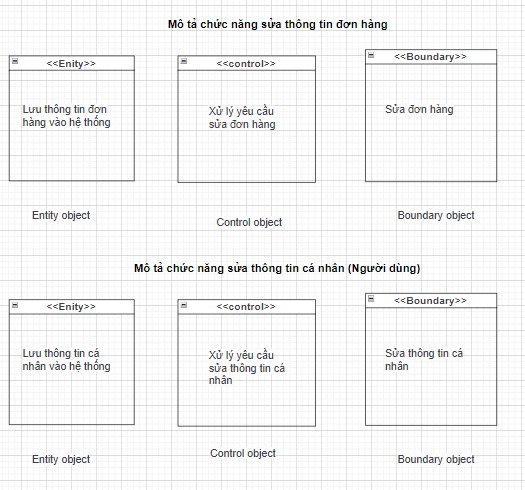 Mô tả chức năng sửa thông tin đơn hàng
<<Enity>>
<<control>>
<<Boundary>>
Lưu thông tin đơn
hàng vào hệ thống
Xử lý yêu cầu
sửa đơn hàng
Sửa đơn hàng
Entity object
Control object
Boundary object
Mô tả chức năng sửa thông tin cá nhân (Người dùng)
<<Enity>>
<<control>>
<<Boundary>>
Lưu thông tin cá
nhân vào hệ thống
Xử lý yêu cầu
sửa thông tin cá
nhân
Sửa thông tin cá
nhân
Entity object
Control object
Boundary object